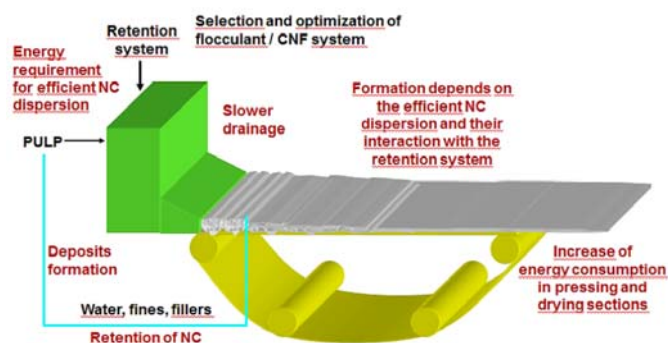 Retention
system
Selection and optimization of
flocculant / CNF system
Energy
requirement
for efficient NC
dispersion
Slower
drainage
Formation depends on
the efficient NC
dispersion and their
interaction with the
retention system
PULP
Deposits
formation
Increase of
energy consumption
in pressing and
drying sections
Water, fines, fillers
Retention of NC